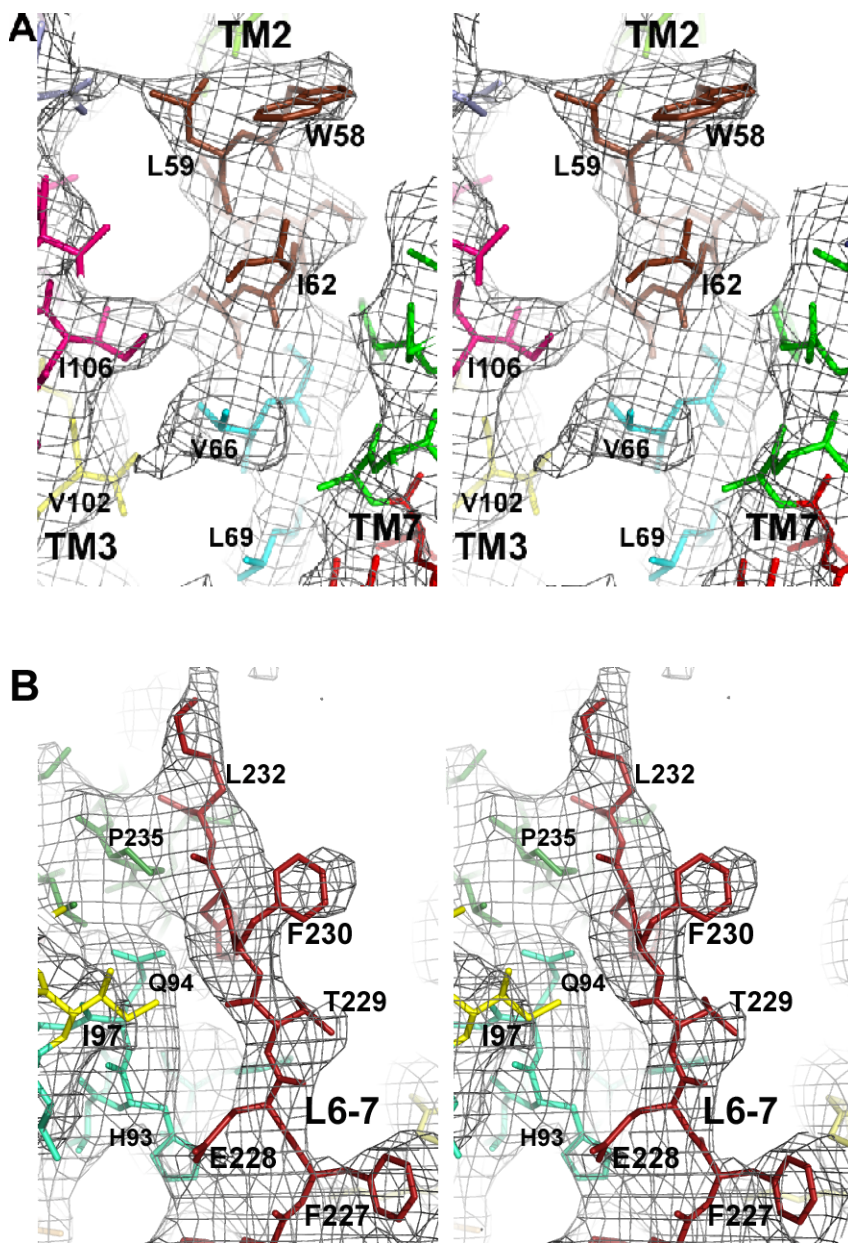 A
TM2 TM2
W58 W58
L59 L59
I62 I62
I106 I106
V66 V66
V102 V102
TM3 L69 TM7 TM3 L69 TM7
B
L232 L232
P235 P235
F230 F230
Q94 Q94
T229 T229
I97 I97
L6-7 L6-7
H93 E228 H93 E228
F227 F227